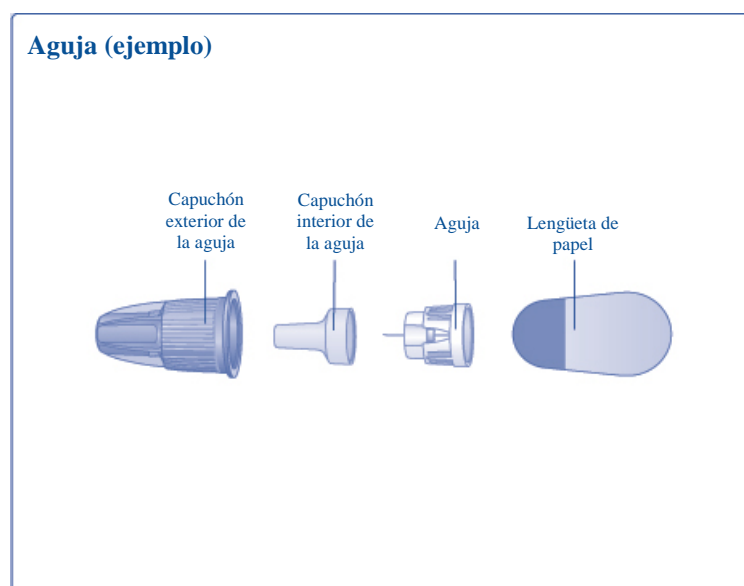 Aguja (ejemplo)
Capuchón
exterior de
la aguja
Capuchón
interior de
la aguja
Aguja
Lengüeta de
papel